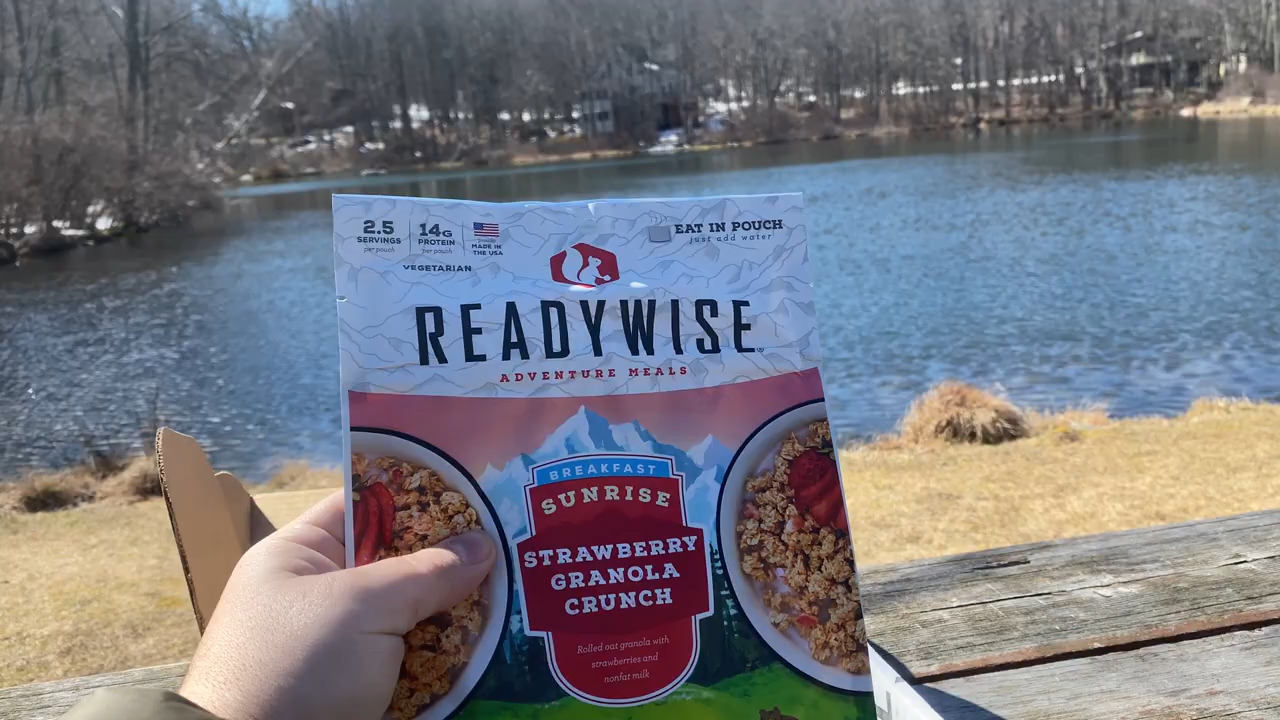 2.5
SERVINGS
per pouch
14G
PROTEIN
per pouch
proudly
MADE IN
THE USA
VEGETARIAN
EAT IN POUCH
just add water
READYWISE
ADVENTURE MEALS
BREAKFAST
SUNRISE
STRAWBERRY
GRANOLA
CRUNCH
Rolled oat granola with
strawberries and
nonfat milk